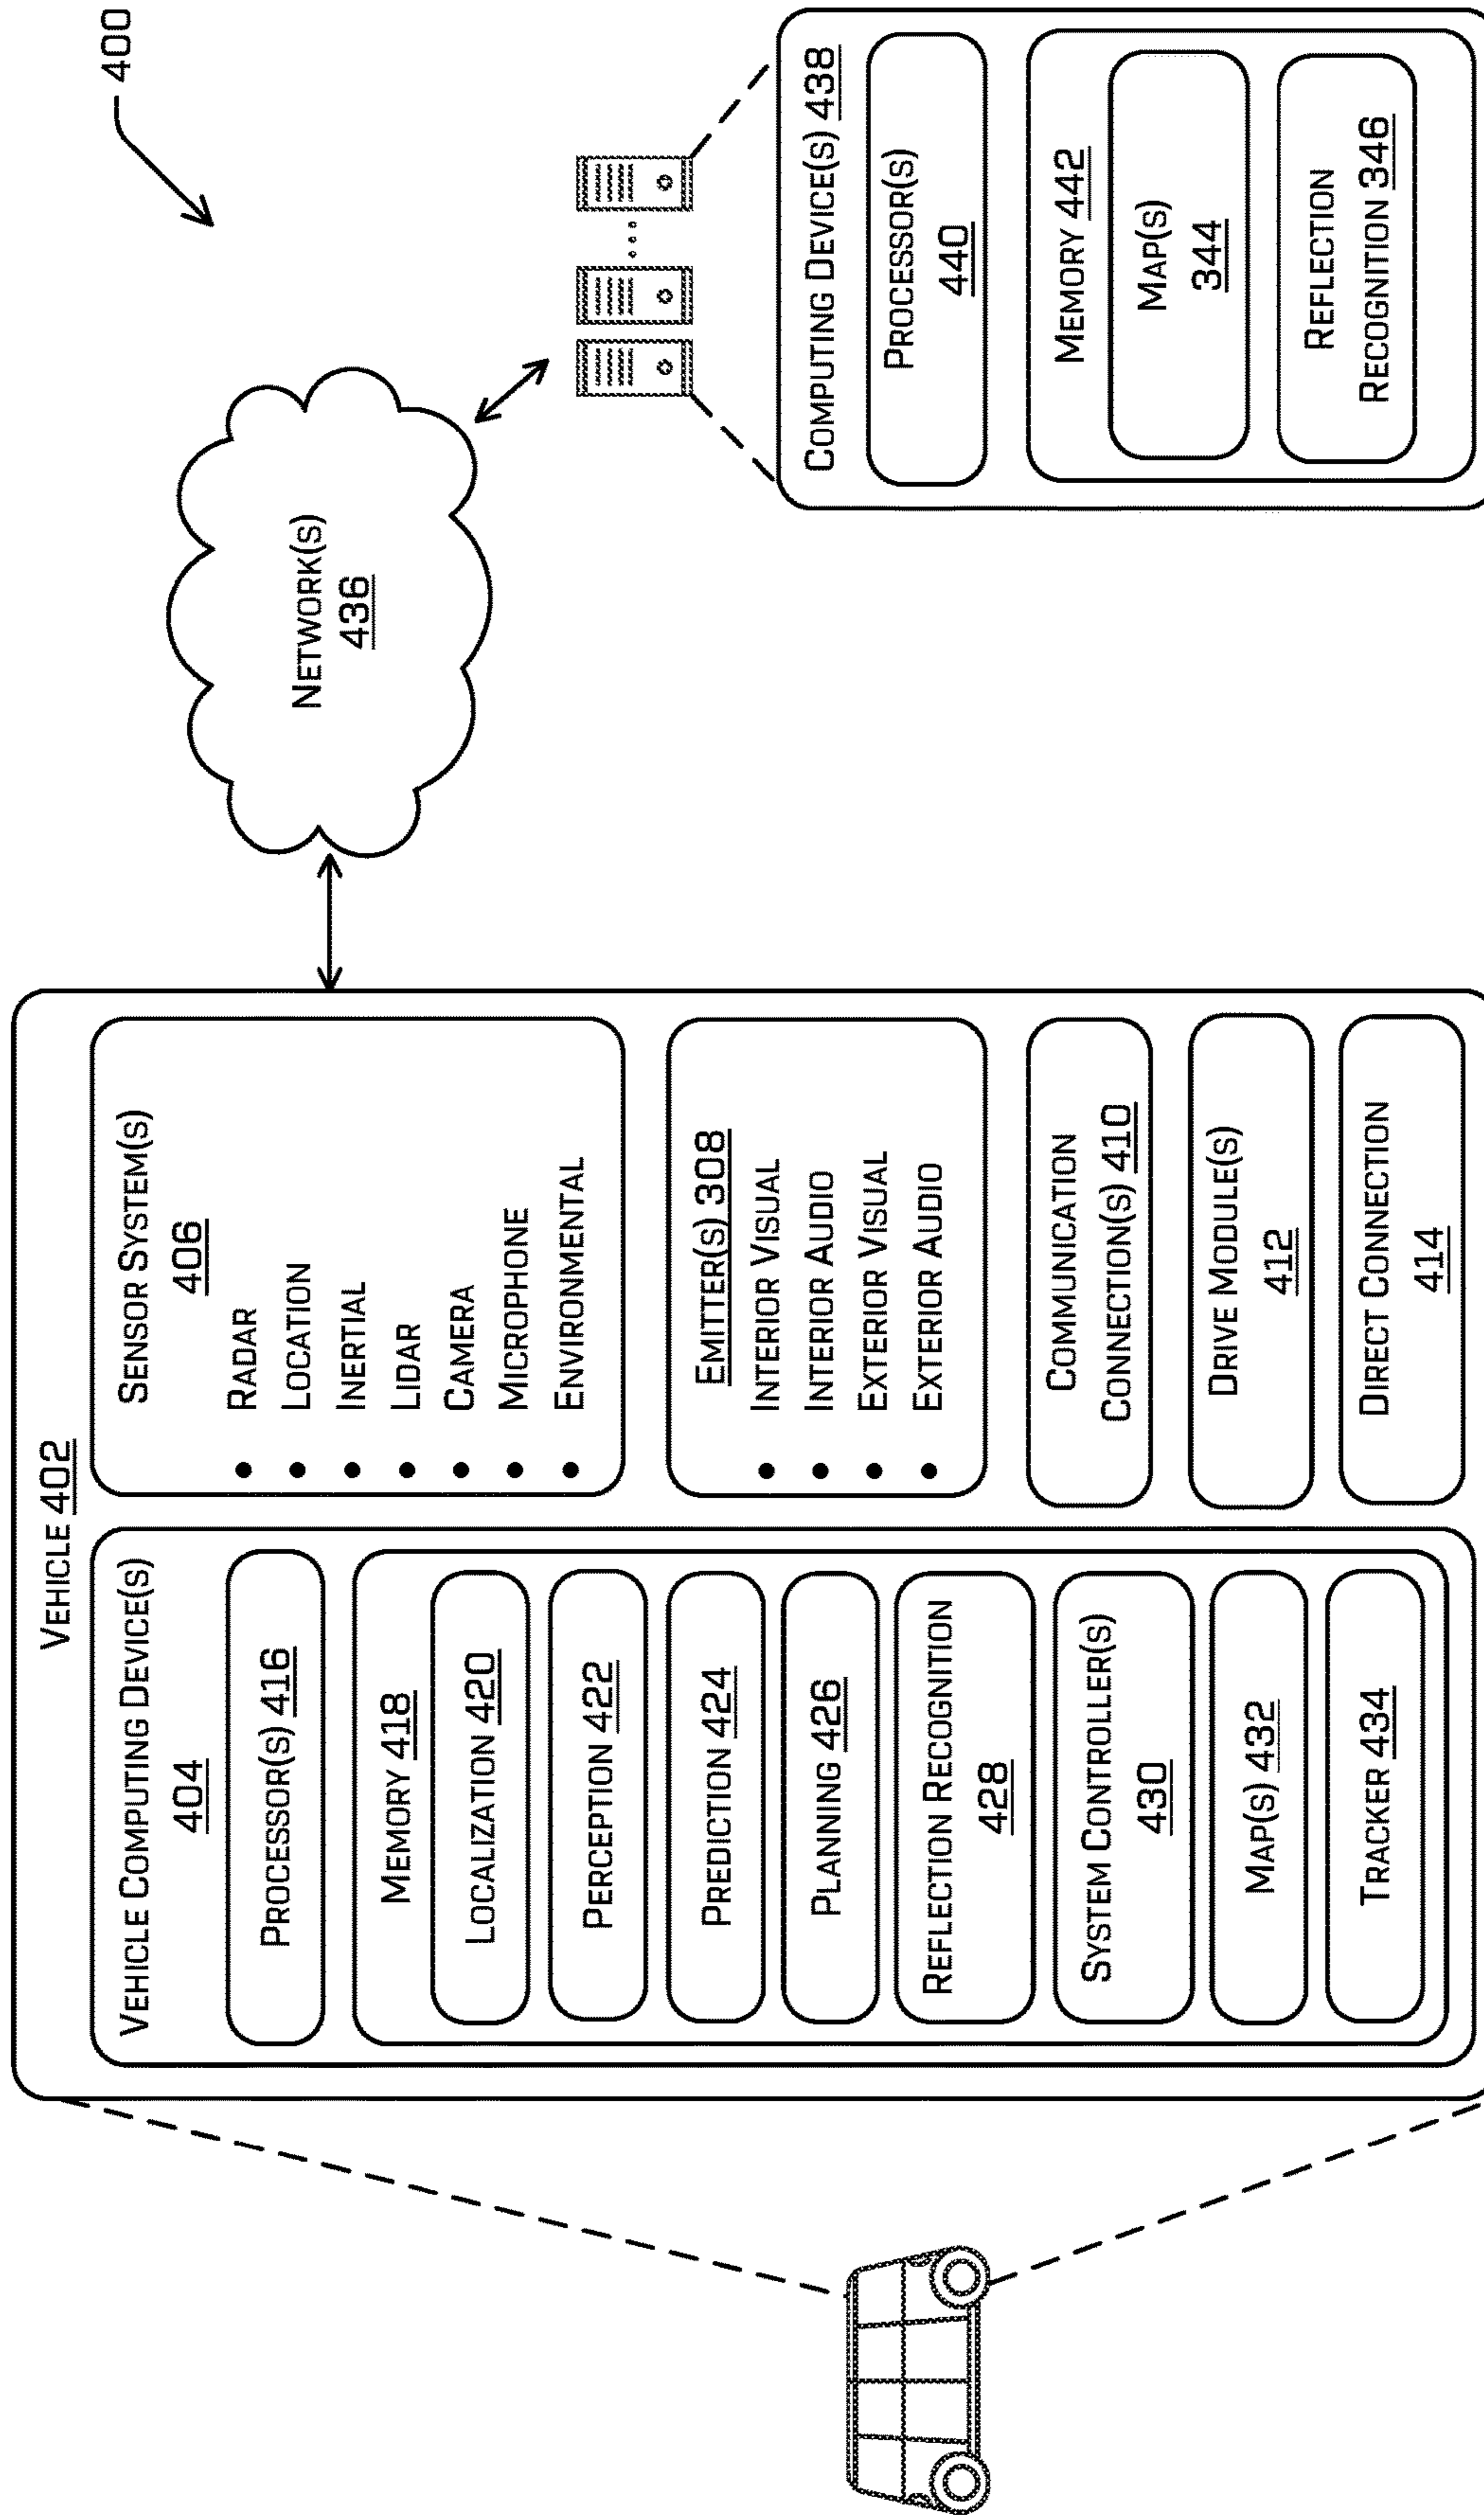 400
VEHICLE 402
VEHICLE COMPUTING DEVICE(S)
404
PROCESSOR(S) 416
MEMORY 418
LOCALIZATION 420
PERCEPTION 422
PREDICTION 424
PLANNING 426
REFLECTION RECOGNITION
428
SYSTEM CONTROLLER(S)
430
MAP(S) 432
TRACKER 434
SENSOR SYSTEM(S)
406
• RADAR
• LOCATION
• INERTIAL
• LIDAR
• CAMERA
• MICROPHONE
• ENVIRONMENTAL
EMITTER(S) 308
• INTERIOR VISUAL
• INTERIOR AUDIO
• EXTERIOR VISUAL
• EXTERIOR AUDIO
COMMUNICATION
CONNECTION(S) 410
DRIVE MODULE(S)
412
DIRECT CONNECTION
414
NETWORK(S)
436
COMPUTING DEVICE(S) 438
PROCESSOR(S)
440
MEMORY 442
MAP(S)
344
REFLECTION
RECOGNITION 346